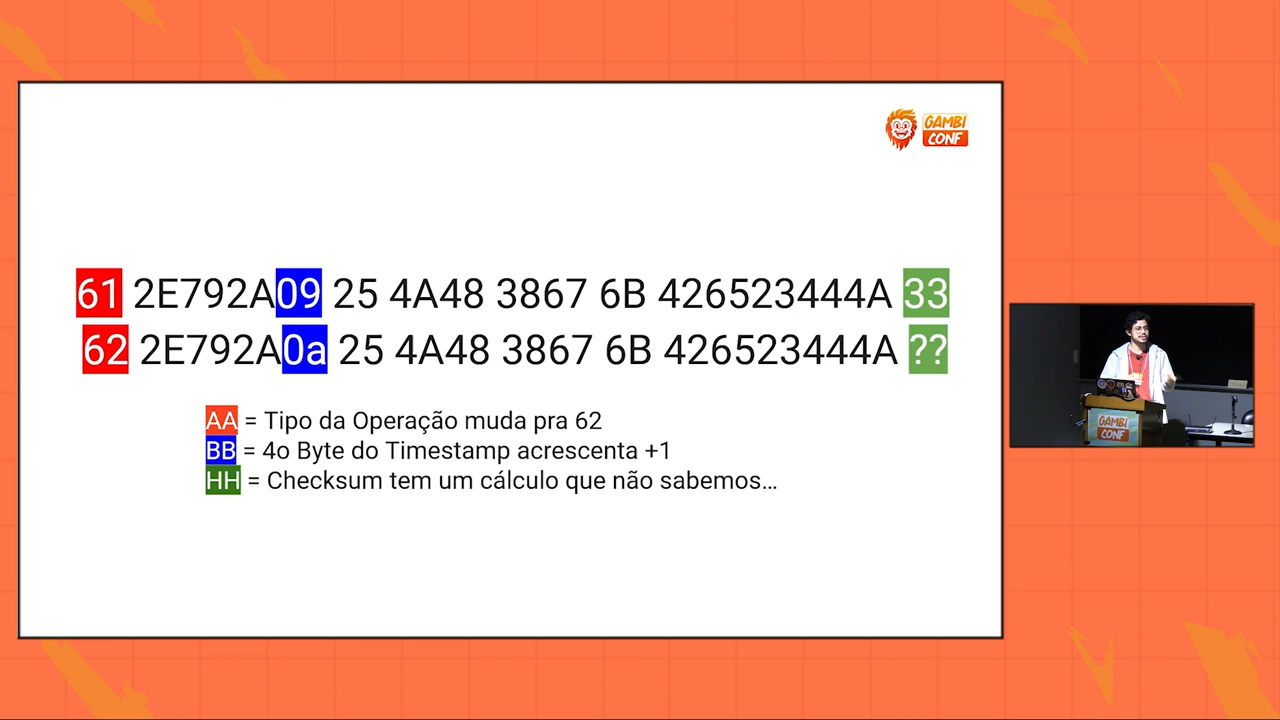 GAMBI
CONF
61 2E792A09 25 4A48 3867 6B 426523444A 33
62 2E792A0a 25 4A48 3867 6B 426523444A ??
AA = Tipo da Operação muda pra 62
BB = 4o Byte do Timestamp acrescenta +1
HH = Checksum tem um cálculo que não sabemos…
GAMBI
CONF